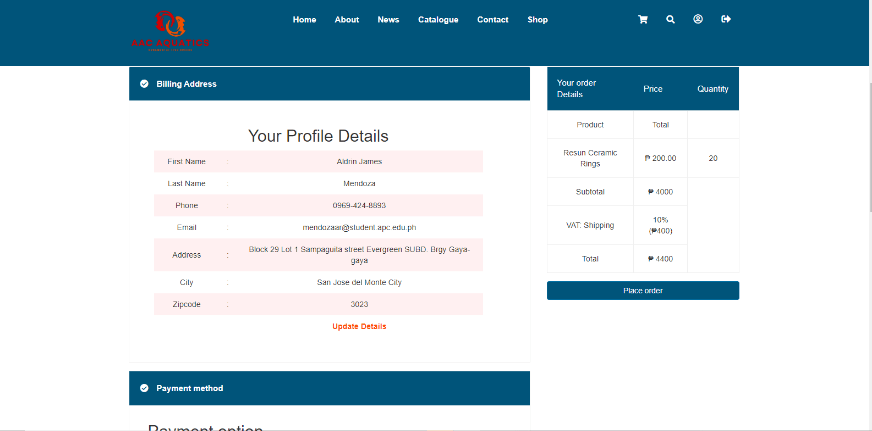 Home About News Catalogue Contact Shop
AAC AQUATICS
Billing Address
Your Profile Details
First Name : Aldrin James
Last Name : Mendoza
Phone : 0969-424-8893
Email : mendozaar@student.apc.edu.ph
Address : Block 29 Lot 1 Sampaguita street Evergreen SUBD. Brgy Gaya-
gaya
City : San Jose del Monte City
Zipcode : 3023
Update Details
Payment method
Payment option
Your order
Details Price Quantity
Product Total
Resun Ceramic
Rings ₱ 200.00 20
Subtotal ₱ 4000
VAT: Shipping 10%
(₱400)
Total ₱ 4400
Place order